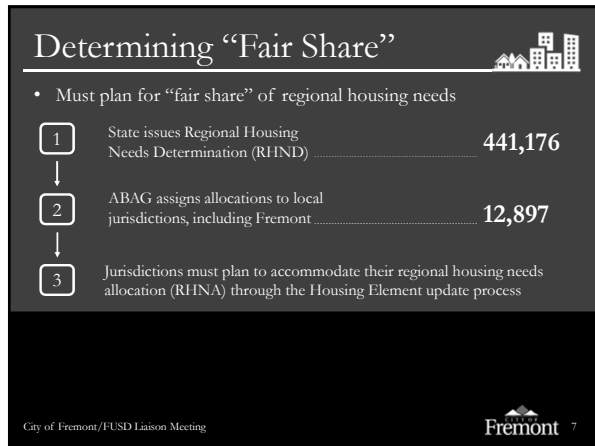 Determining “Fair Share”
• Must plan for “fair share” of regional housing needs
1
State issues Regional Housing
Needs Determination (RHND) 441,176
2
ABAG assigns allocations to local
jurisdictions, including Fremont 12,897
3
Jurisdictions must plan to accommodate their regional housing needs
allocation (RHNA) through the Housing Element update process
City of Fremont/FUSD Liaison Meeting
CITY OF
Fremont
7